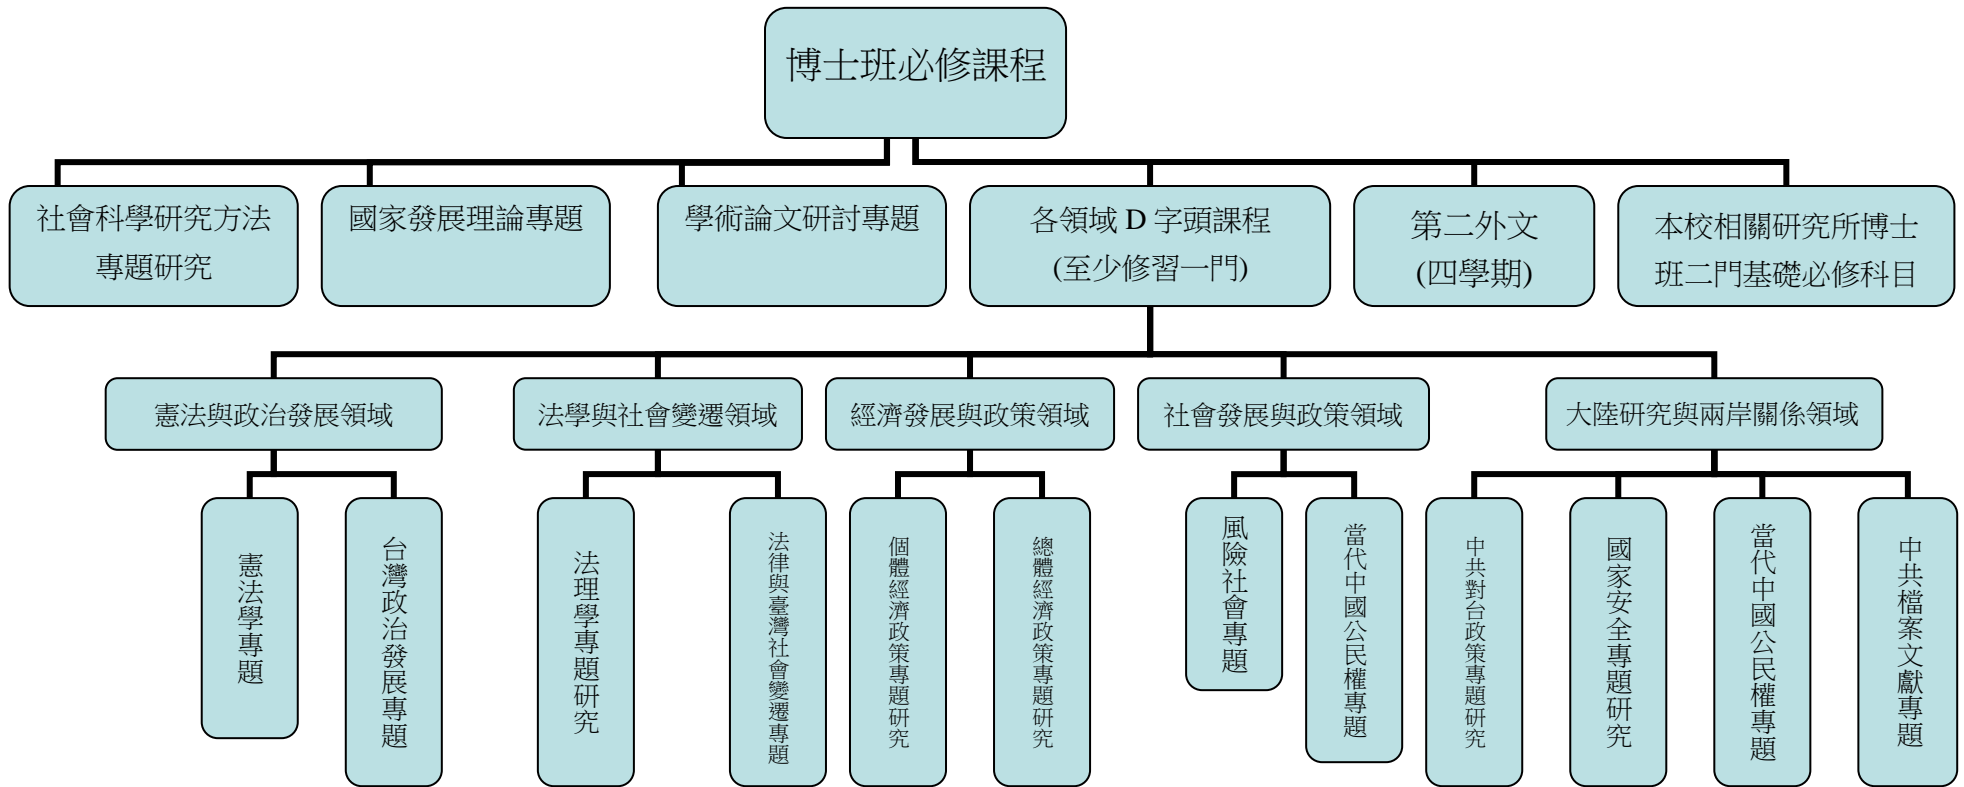 博士班必修課程
社會科學研究方法
專題研究
國家發展理論專題
學術論文研討專題
各領域 D 字頭課程
(至少修習一門)
第二外文
(四學期)
本校相關研究所博士
班二門基礎必修科目
憲法與政治發展領域
法學與社會變遷領域
經濟發展與政策領域
社會發展與政策領域
大陸研究與兩岸關係領域
憲法學專題
台灣政治發展專題
法理學專題研究
法律與臺灣社會變遷專題
個體經濟政策專題研究
總體經濟政策專題研究
風險社會專題
當代中國公民權專題
中共對台政策專題研究
國家安全專題研究
當代中國公民權專題
中共檔案文獻專題